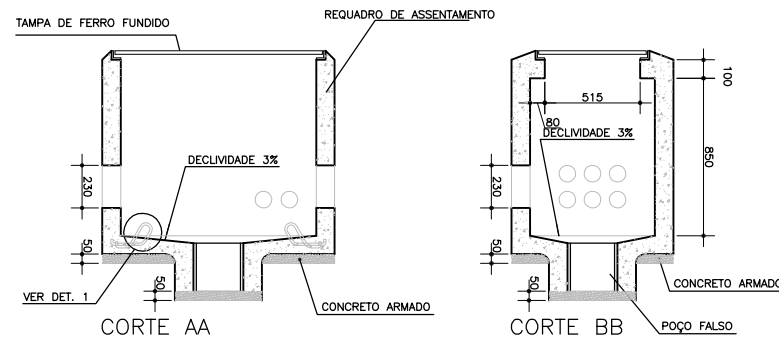 TAMPA DE FERRO FUNDIDO
REQUADRO DE ASSENTAMENTO
DECLIVIDADE 3%
230
50
50
VER DET. 1
CONCRETO ARMADO
CORTE AA
100
515
80
DECLIVIDADE 3%
850
230
50
50
CONCRETO ARMADO
POÇO FALSO
CORTE BB